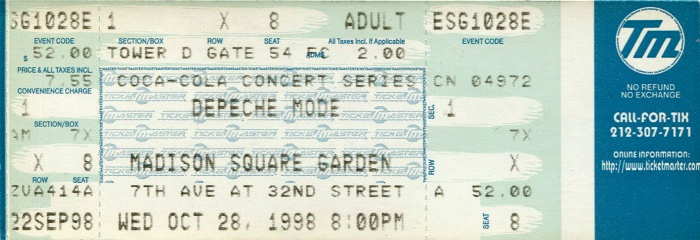 ESG1028E 1 X 8 ADULT ESG1028E
EVENT CODE SECTION/BOX ROW SEAT All Taxes Incl. If Applicable EVENT CODE
$ 52.00 TOWER D GATE 54 FC ADMS 2.00
PRICE & ALL TAXES INCL.
7.55 COCA-COLA CONCERT SERIES CN 04972
CONVENIENCE CHARGE
DEPECHE MODE
1 SEC. 1
SECTION/BOX
AM 7X 7X
X 8 MADISON SQUARE GARDEN ROW X
ROW SEAT
ZVA414A 7TH AVE AT 32ND STREET A 52.00
22SEP98 WED OCT 28, 1998 8:00PM SEAT 8
TICKETMASTER
TM
NO REFUND
NO EXCHANGE
CALL-FOR-TIX
212-307-7171
ONLINE INFORMATION:
http://www.ticketmaster.com